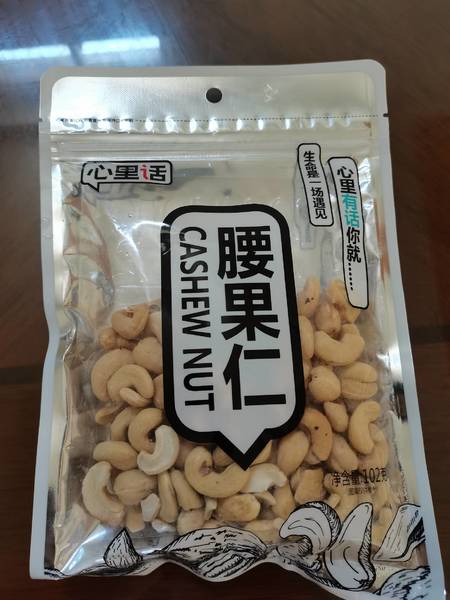 心里话
生命是一场遇见
心里有话你就……
腰果仁
CASHEW NUT
净含量:102克